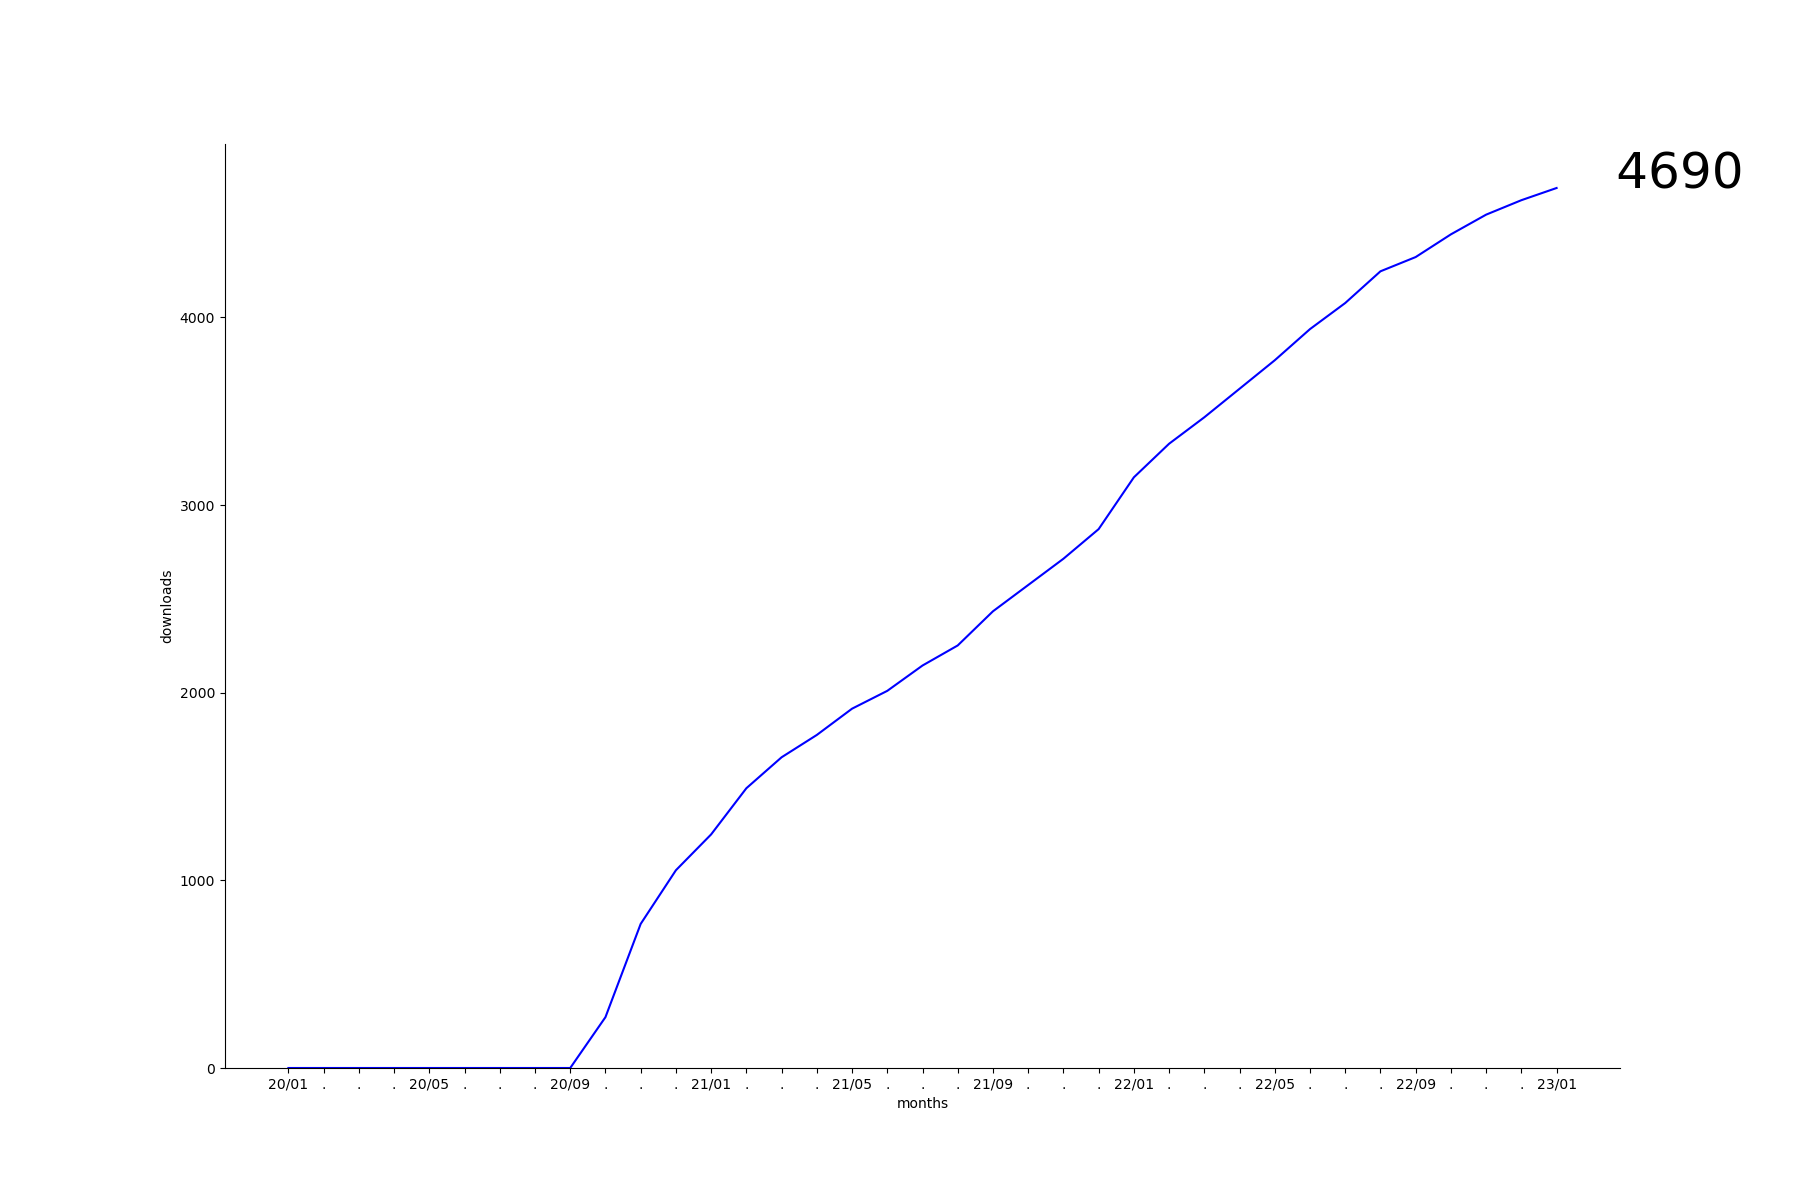 4690
4000
3000
2000
1000
0
downloads
20/01 . . . 20/05 . . . 20/09 . . . 21/01 . . . 21/05 . . . 21/09 . . . 22/01 . . . 22/05 . . . 22/09 . . . 23/01
months